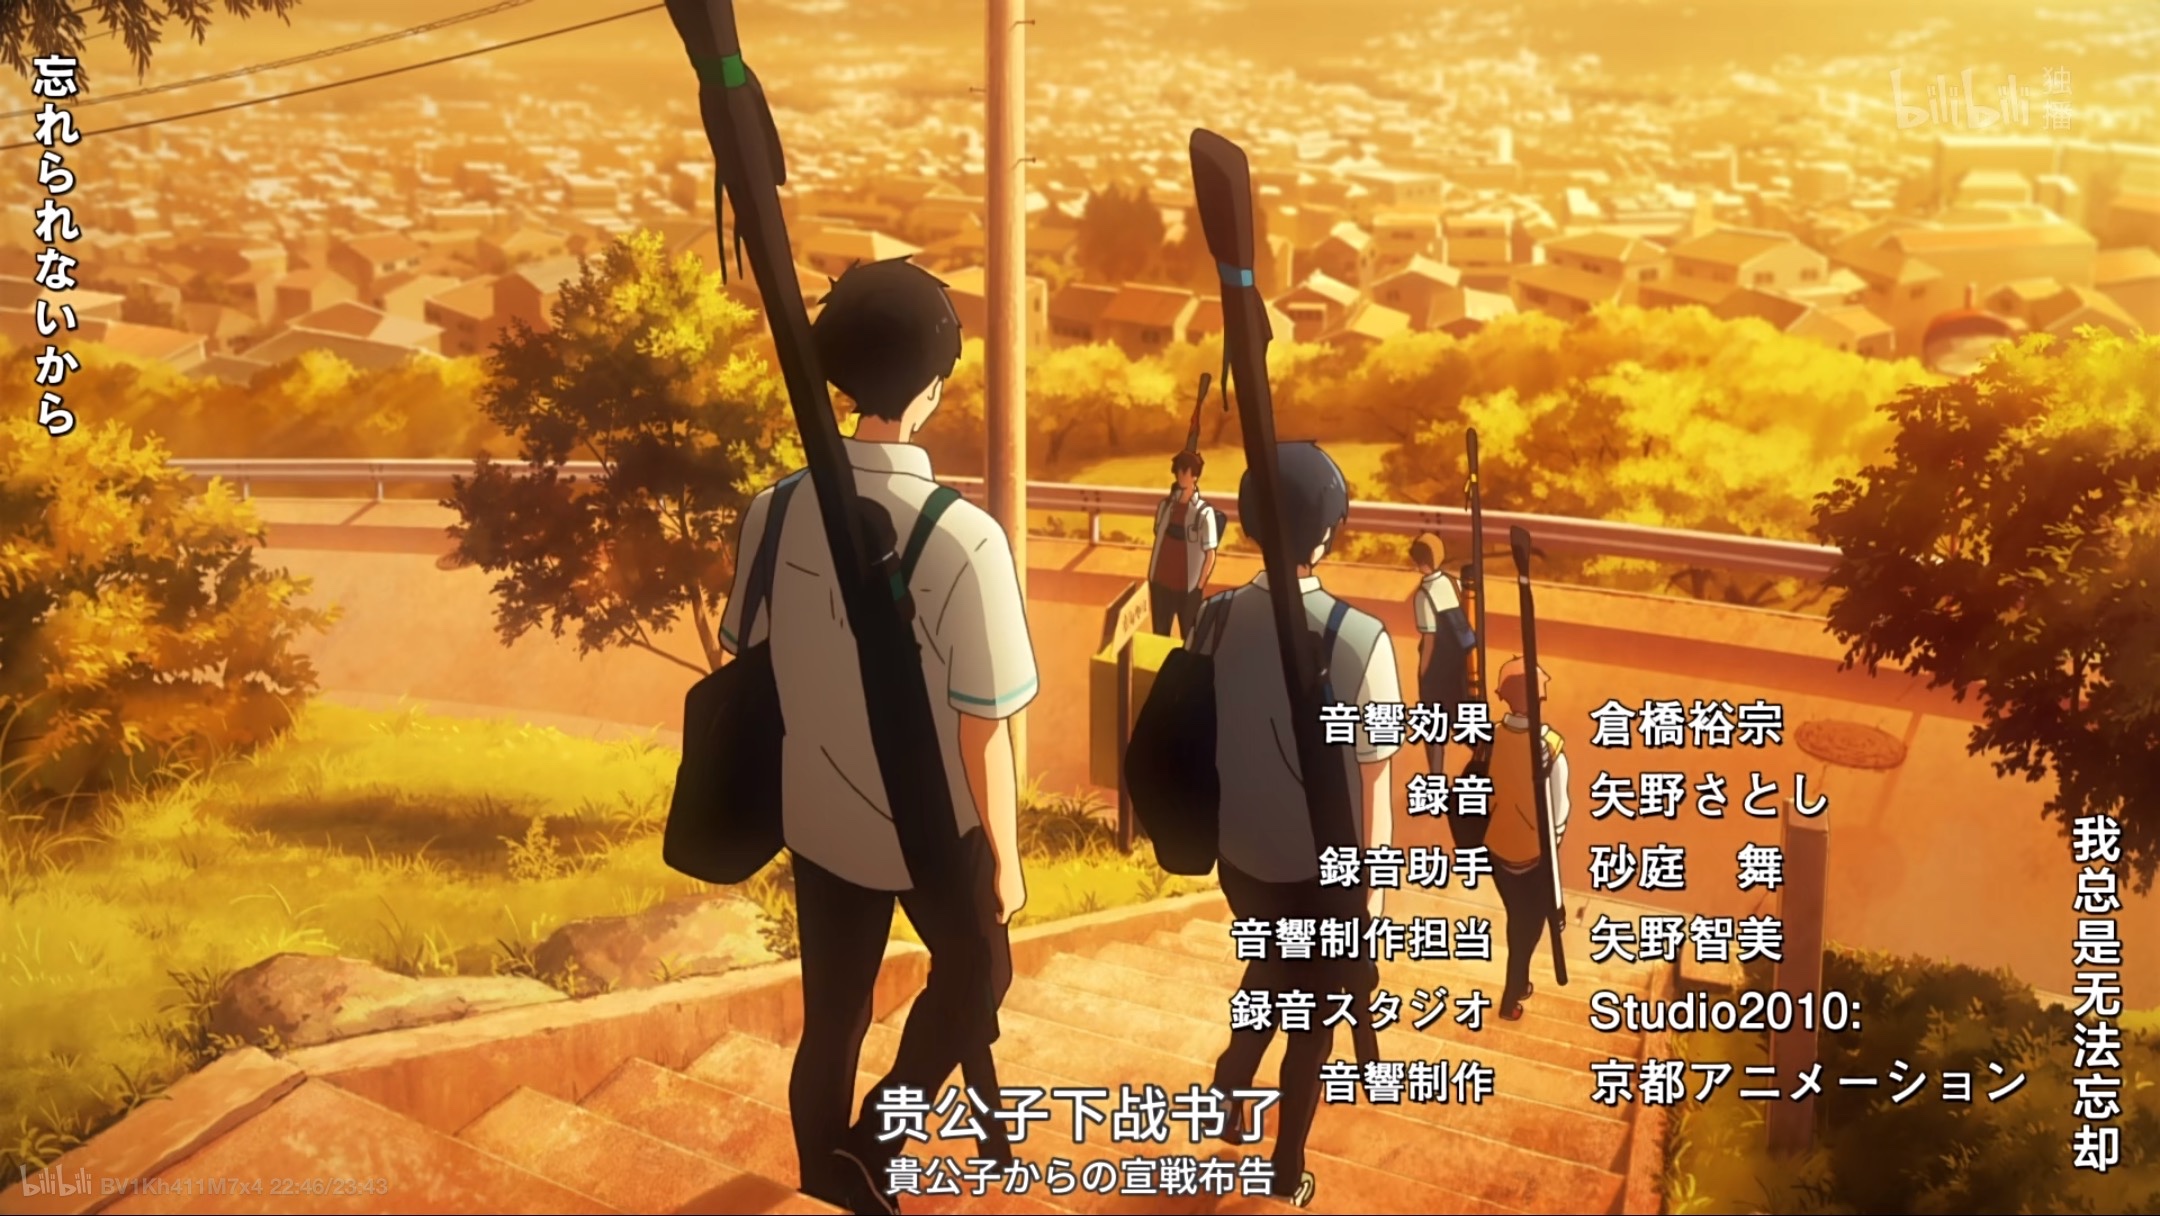 忘れられないから
bilibili 独播
音響効果 倉橋裕宗
録音 矢野さとし
録音助手 砂庭 舞
音響制作担当 矢野智美
録音スタジオ Studio2010:
音響制作 京都アニメーション
我总是无法忘却
贵公子下战书了
貴公子からの宣戦布告
bilibili BV1Kh411M7x4 22:46/23:43